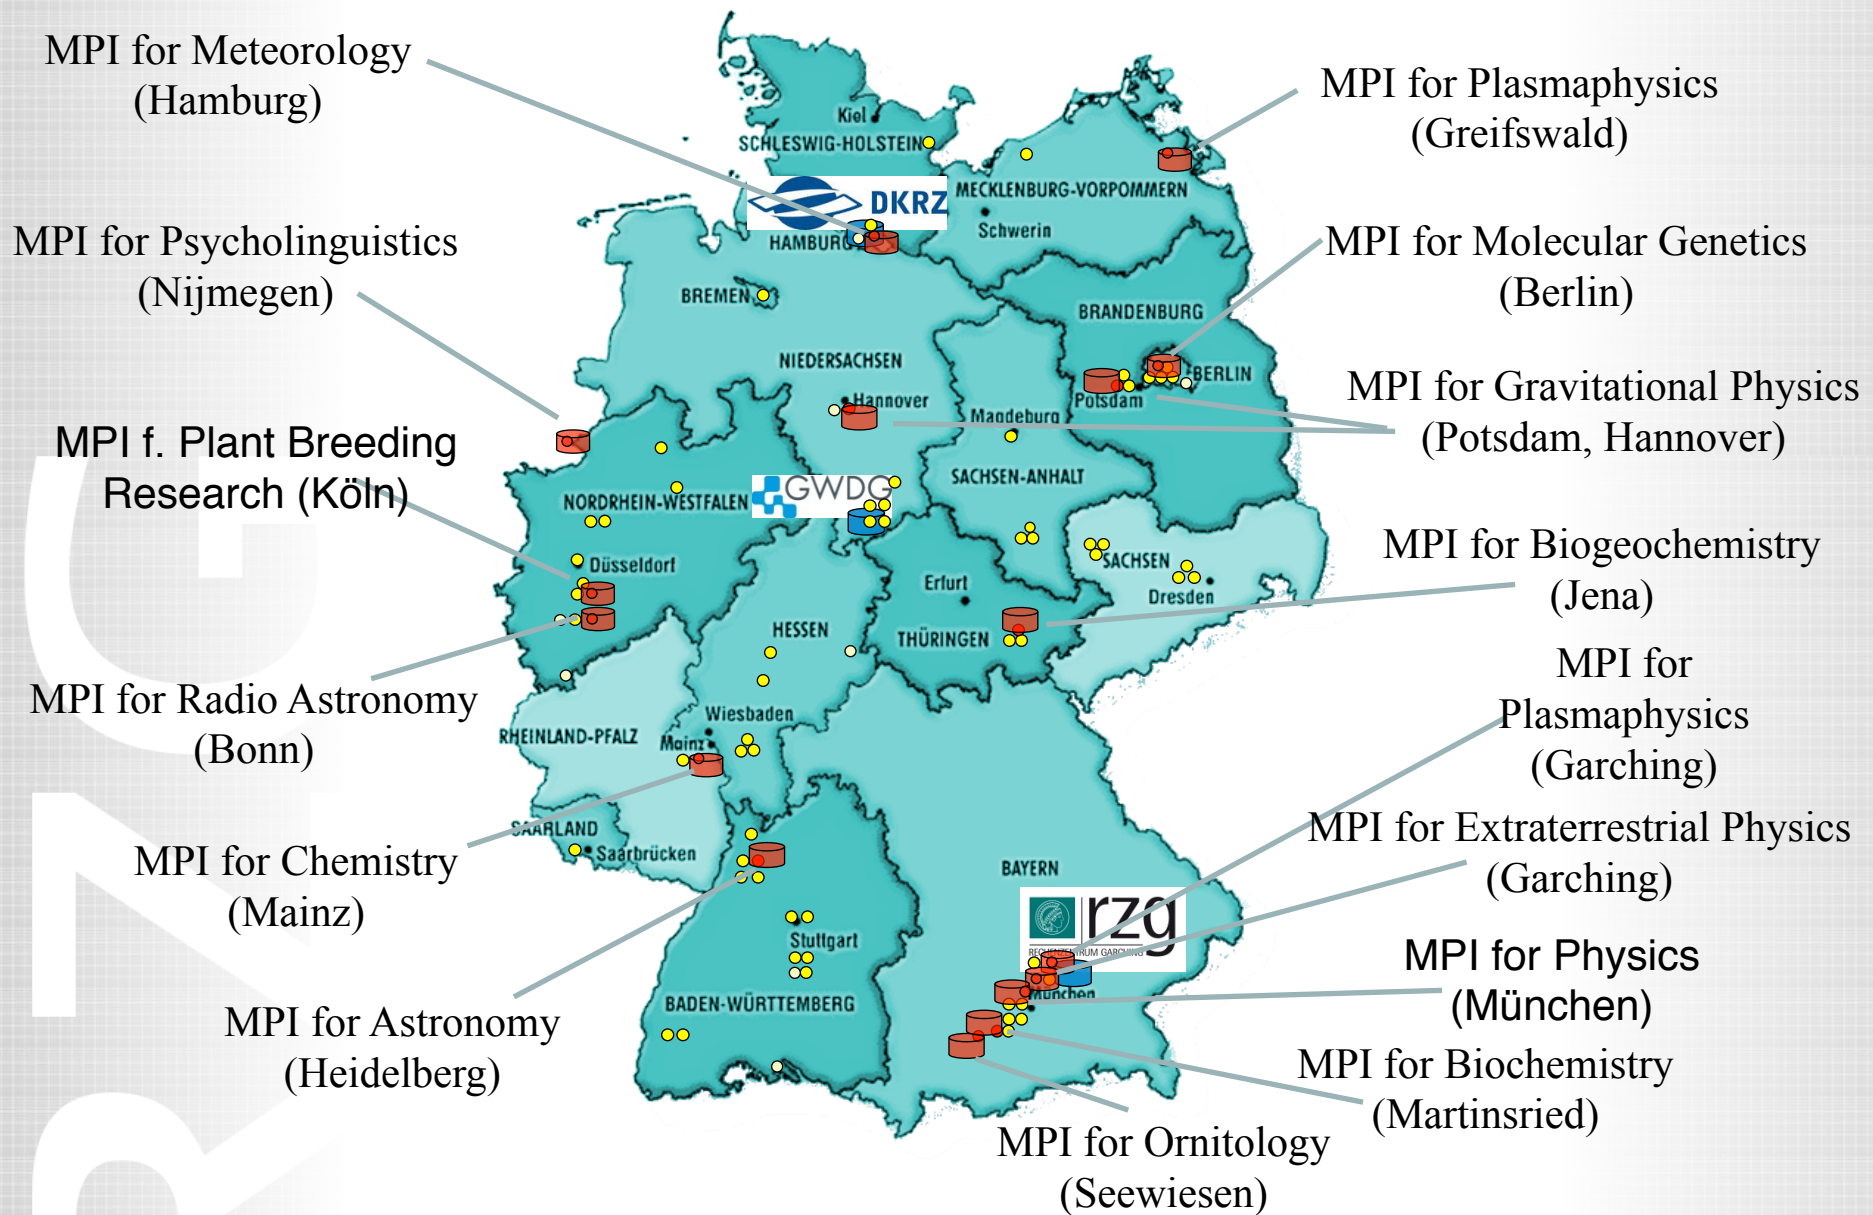 MPI for Meteorology
(Hamburg)
MPI for Plasmaphysics
(Greifswald)
MPI for Psycholinguistics
(Nijmegen)
MPI for Molecular Genetics
(Berlin)
MPI f. Plant Breeding
Research (Köln)
MPI for Gravitational Physics
(Potsdam, Hannover)
MPI for Biogeochemistry
(Jena)
MPI for Radio Astronomy
(Bonn)
MPI for
Plasmaphysics
(Garching)
MPI for Chemistry
(Mainz)
MPI for Extraterrestrial Physics
(Garching)
MPI for Astronomy
(Heidelberg)
MPI for Physics
(München)
MPI for Biochemistry
(Martinsried)
MPI for Ornitology
(Seewiesen)
Kiel
SCHLESWIG-HOLSTEIN
DKRZ
MECKLENBURG-VORPOMMERN
Schwerin
HAMBURG
BREMEN
BRANDENBURG
NIEDERSACHSEN
BERLIN
Potsdam
Hannover
Magdeburg
SACHSEN-ANHALT
GWDG
NORDRHEIN-WESTFALEN
Düsseldorf
SACHSEN
Dresden
Erfurt
THÜRINGEN
HESSEN
Wiesbaden
RHEINLAND-PFALZ
Mainz
SAARLAND
Saarbrücken
BAYERN
rzg
RECHENZENTRUM GARCHING
Stuttgart
München
BADEN-WÜRTTEMBERG
RZG